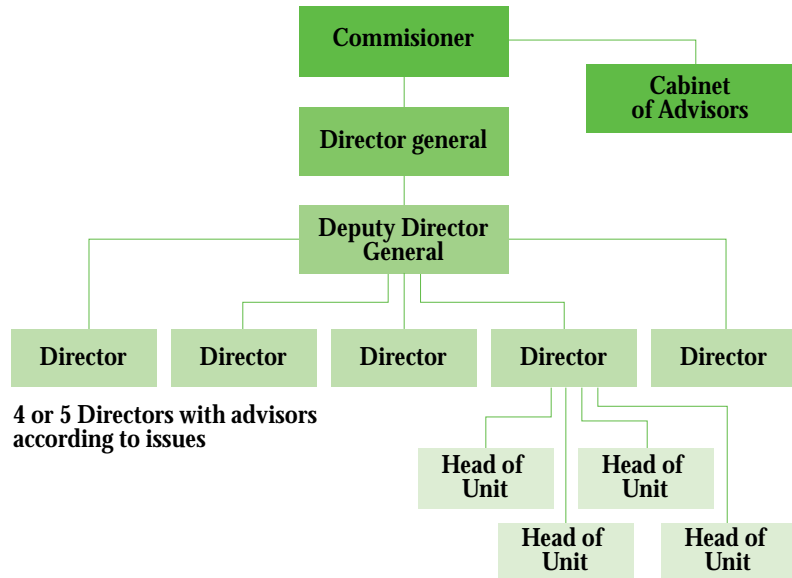 Commisioner
Cabinet
of Advisors
Director general
Deputy Director
General
Director
Director
Director
Director
Director
4 or 5 Directors with advisors
according to issues
Head of
Unit
Head of
Unit
Head of
Unit
Head of
Unit